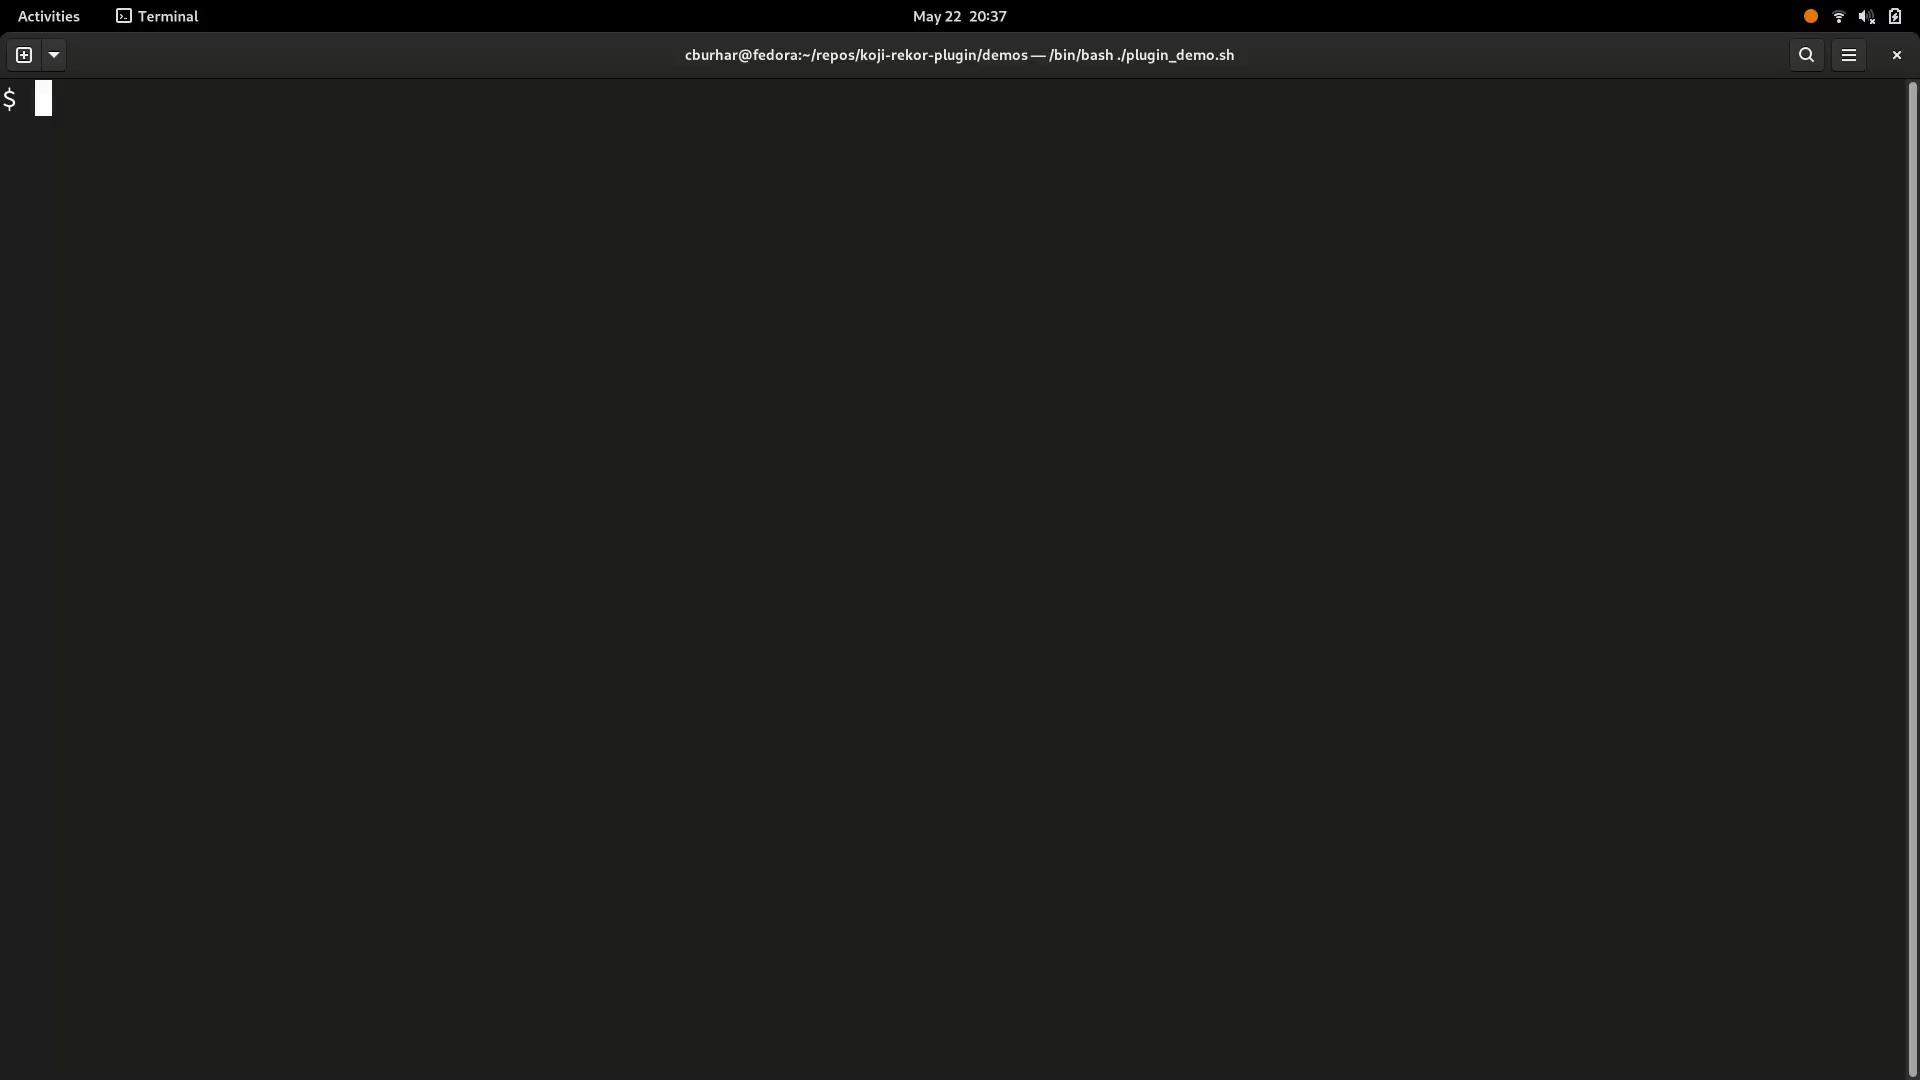 Activities
Terminal
May 22 20:37
cburhar@fedora:~/repos/koji-rekor-plugin/demos — /bin/bash ./plugin_demo.sh
$